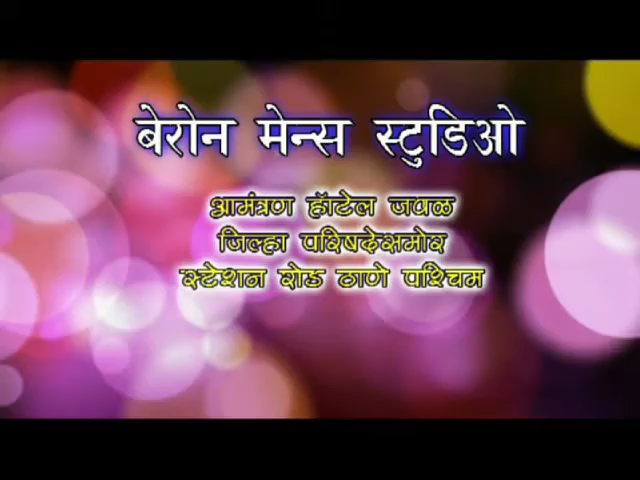 बेरोन मेन्स स्टुडिओ
आमंत्रण हॉटेल जवळ
जिल्हा परिषदेसमोर
स्टेशन रोड ठाणे पश्चिम